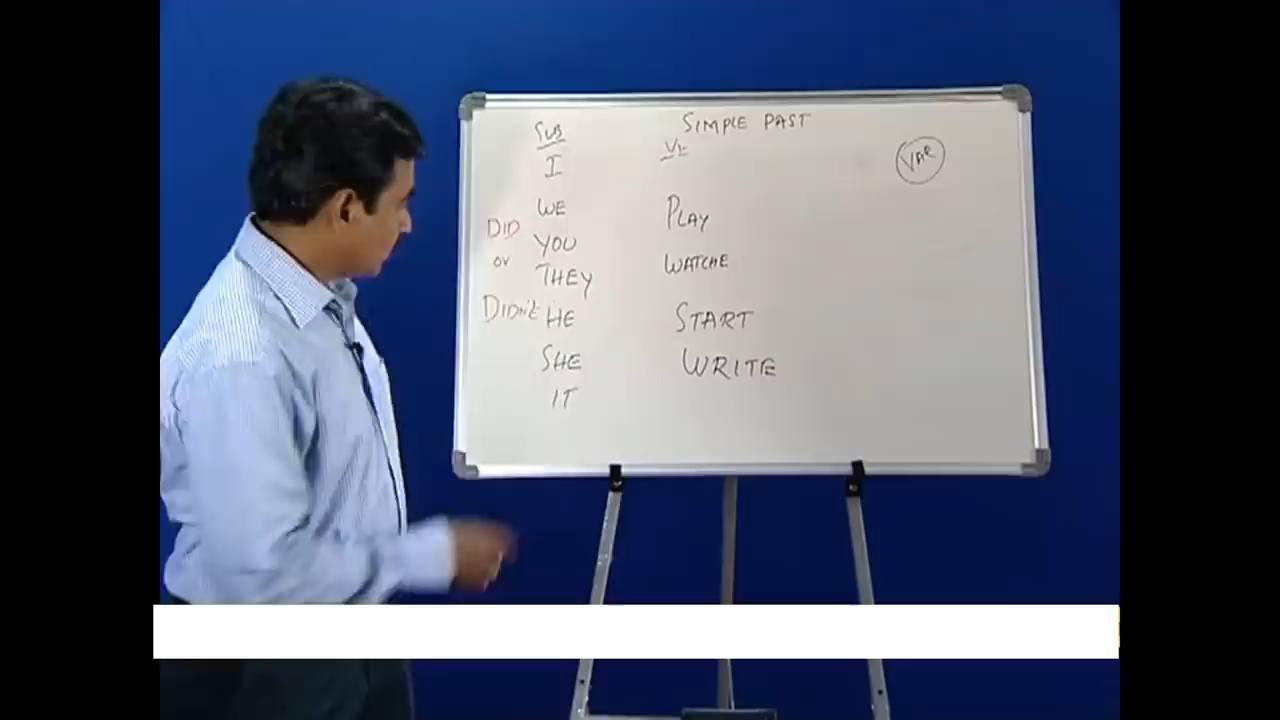 SIMPLE PAST
SUB
V1
VAR
I
WE
PLAY
DID
YOU
or
THEY
WATCHE
DIDN'T
HE
START
SHE
WRITE
IT